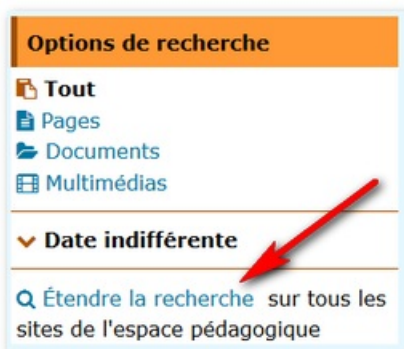 Options de recherche
Tout
Pages
Documents
Multimédias
Date indifférente
Étendre la recherche sur tous les
sites de l'espace pédagogique